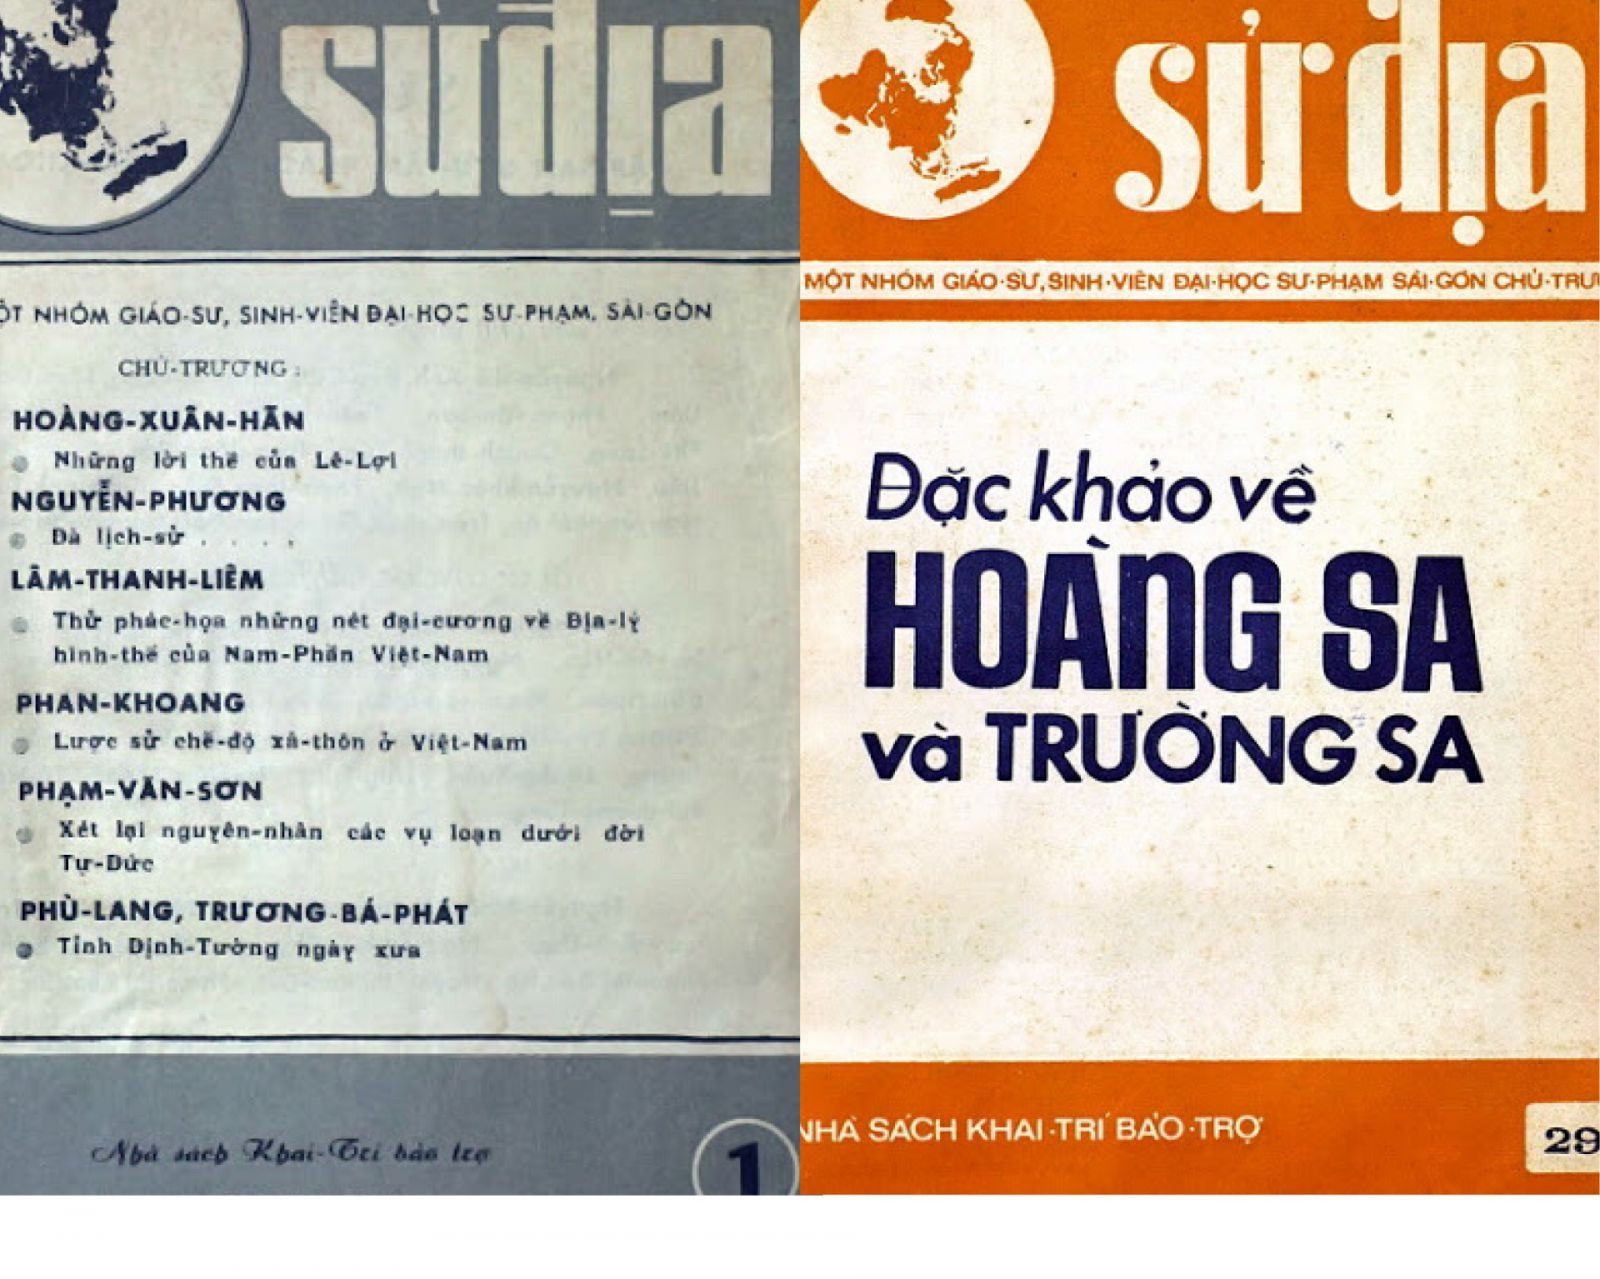 sử địa
ỘT NHÓM GIÁO-SƯ, SINH-VIÊN ĐẠI-HỌC SƯ-PHẠM, SÀI-GÒN
CHỦ-TRƯƠNG:
HOÀNG-XUÂN-HÃN
Những lời thề của Lê-Lợi
NGUYỄN-PHƯƠNG
Đà lịch-sử . . . .
LÂM-THANH-LIÊM
Thử phác-họa những nét đại-cương về Địa-lý
hình-thể của Nam-Phần Việt-Nam
PHAN-KHOANG
Lược sử chế-độ xã-thôn ở Việt-Nam
PHẠM-VĂN-SƠN
Xét lại nguyên-nhân các vụ loạn dưới đời
Tự-Đức
PHÙ-LANG, TRƯƠNG-BÁ-PHÁT
Tỉnh Định-Tường ngày xưa
Nhà sách Khai-Trí bảo trợ
1
sử địa
MỘT NHÓM GIÁO-SƯ, SINH-VIÊN ĐẠI-HỌC SƯ-PHẠM SÀI-GÒN CHỦ-TRƯ
Đặc khảo về
HOÀNG SA
và TRƯỜNG SA
NHÀ SÁCH KHAI-TRÍ BẢO-TRỢ
29